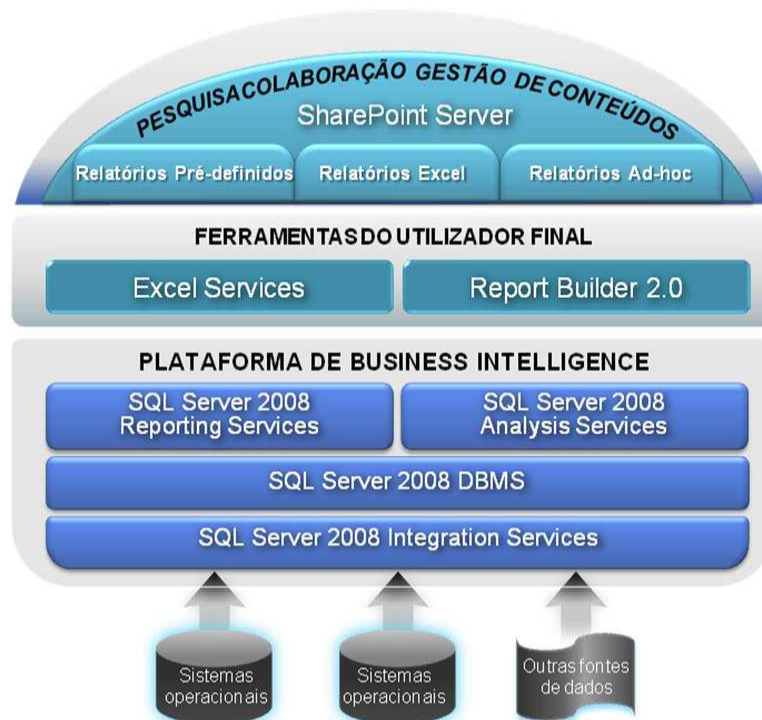 PESQUISACOLABORAÇÃO GESTÃO DE CONTEÚDOS
SharePoint Server
Relatórios Pré-definidos
Relatórios Excel
Relatórios Ad-hoc
FERRAMENTAS DO UTILIZADOR FINAL
Excel Services
Report Builder 2.0
PLATAFORMA DE BUSINESS INTELLIGENCE
SQL Server 2008
Reporting Services
SQL Server 2008
Analysis Services
SQL Server 2008 DBMS
SQL Server 2008 Integration Services
Sistemas
operacionais
Sistemas
operacionais
Outras fontes
de dados